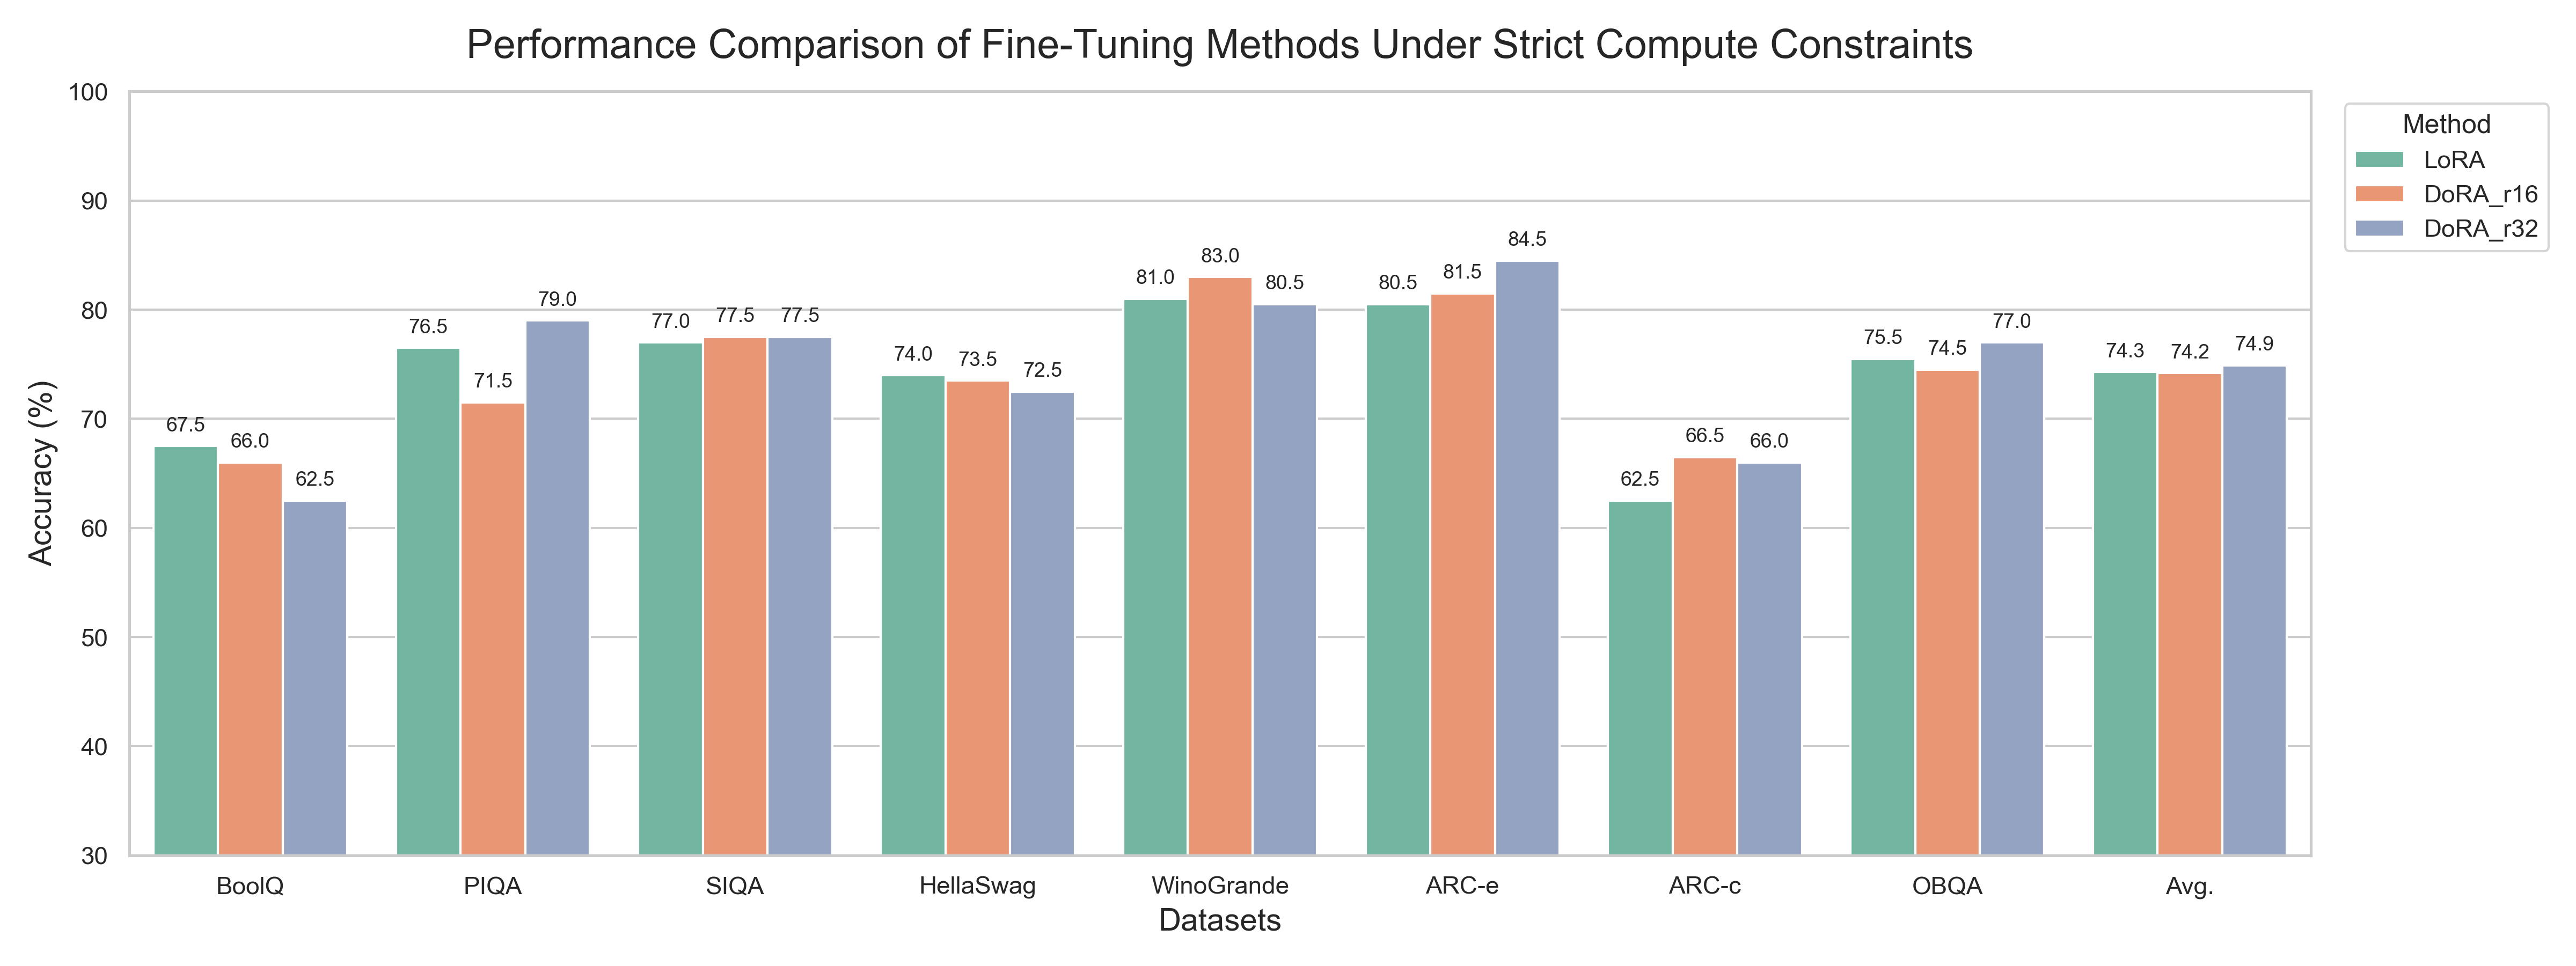 Performance Comparison of Fine-Tuning Methods Under Strict Compute Constraints
Accuracy (%)
100
90
80
70
60
50
40
30
67.5
66.0
62.5
76.5
71.5
79.0
77.0
77.5
77.5
74.0
73.5
72.5
81.0
83.0
80.5
80.5
81.5
84.5
62.5
66.5
66.0
75.5
74.5
77.0
74.3
74.2
74.9
BoolQ
PIQA
SIQA
HellaSwag
WinoGrande
ARC-e
ARC-c
OBQA
Avg.
Datasets
Method
LoRA
DoRA_r16
DoRA_r32